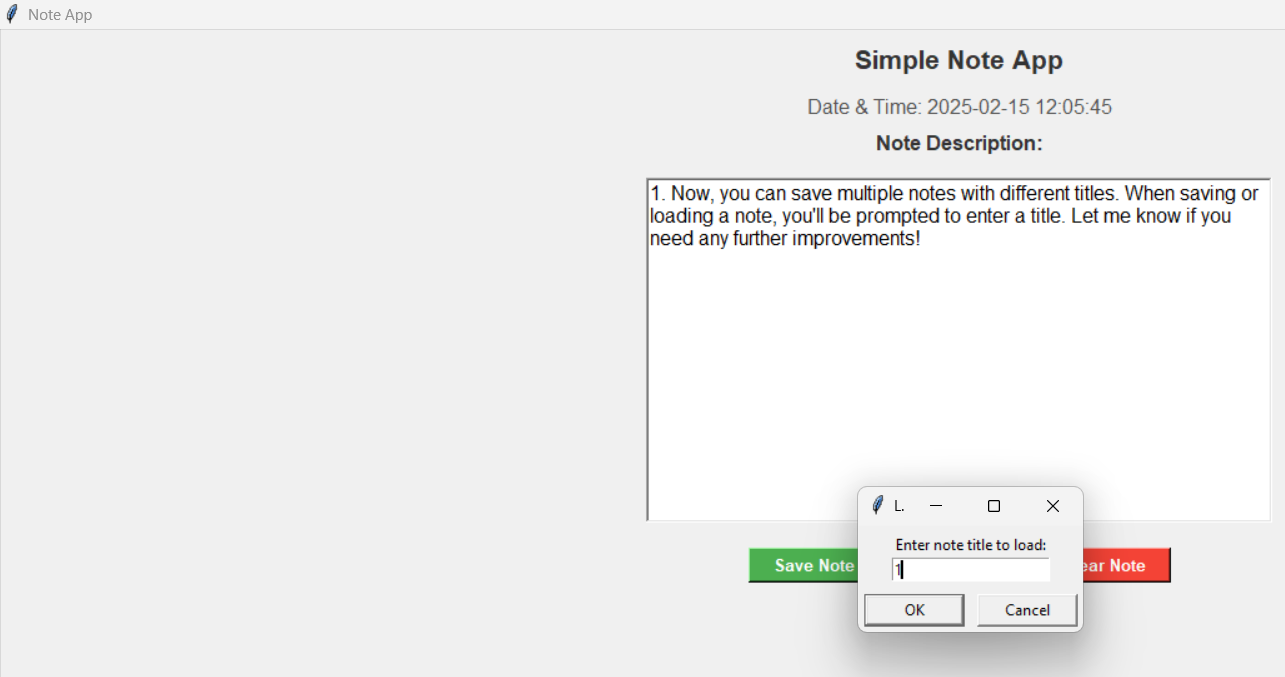 Note App
Simple Note App
Date & Time: 2025-02-15 12:05:45
Note Description:
1. Now, you can save multiple notes with different titles. When saving or
loading a note, you'll be prompted to enter a title. Let me know if you
need any further improvements!
L.
Enter note title to load:
1
OK Cancel
Save Note ear Note